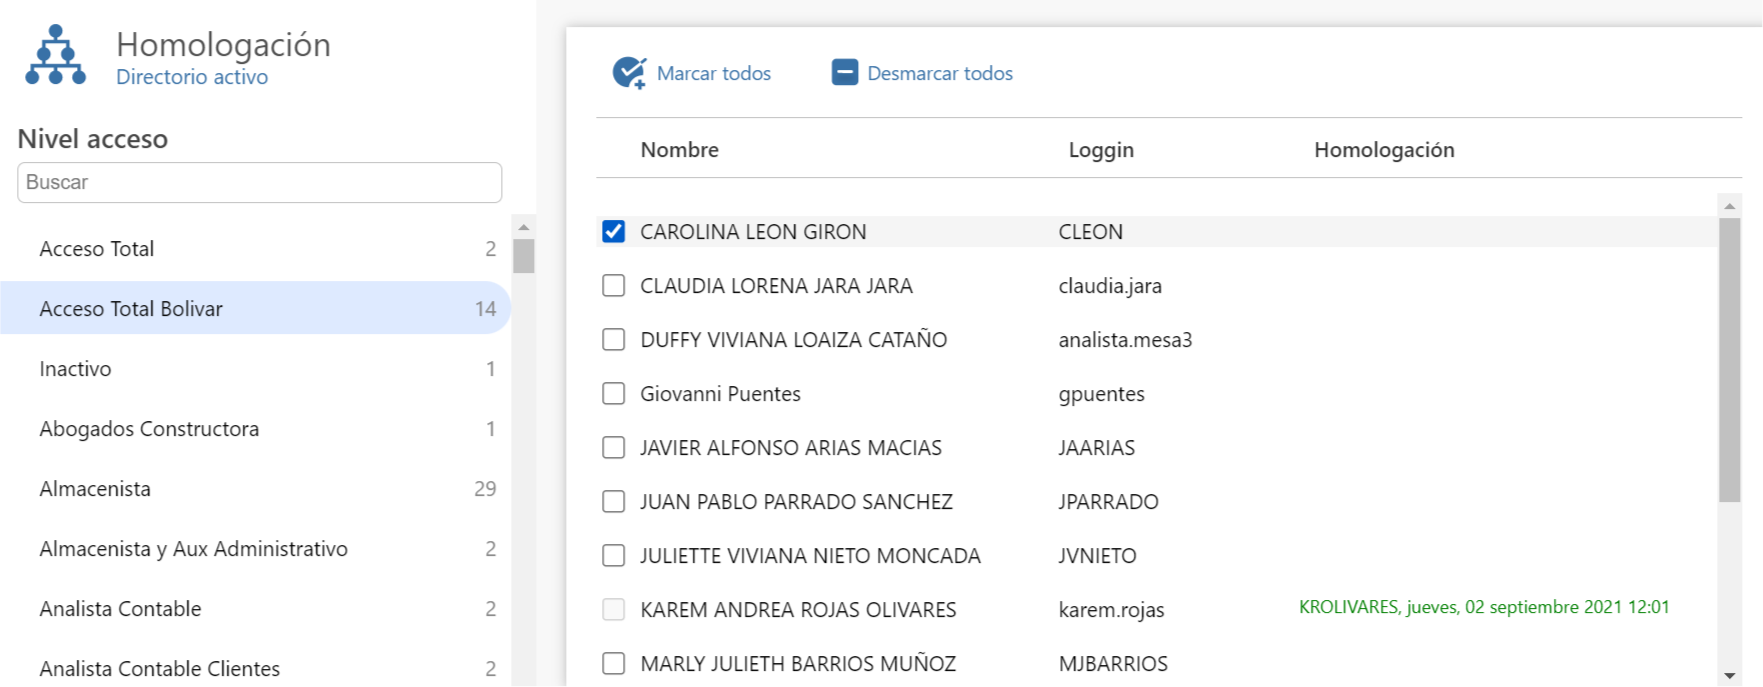 Homologación
Directorio activo
Nivel acceso
Buscar
Acceso Total 2
Acceso Total Bolivar 14
Inactivo 1
Abogados Constructora 1
Almacenista 29
Almacenista y Aux Administrativo 2
Analista Contable 2
Analista Contable Clientes 2
Marcar todos Desmarcar todos
Nombre Loggin Homologación
CAROLINA LEON GIRON CLEON
CLAUDIA LORENA JARA JARA claudia.jara
DUFFY VIVIANA LOAIZA CATAÑO analista.mesa3
Giovanni Puentes gpuentes
JAVIER ALFONSO ARIAS MACIAS JAARIAS
JUAN PABLO PARRADO SANCHEZ JPARRADO
JULIETTE VIVIANA NIETO MONCADA JVNIETO
KAREM ANDREA ROJAS OLIVARES karem.rojas KROLIVARES, jueves, 02 septiembre 2021 12:01
MARLY JULIETH BARRIOS MUÑOZ MJBARRIOS